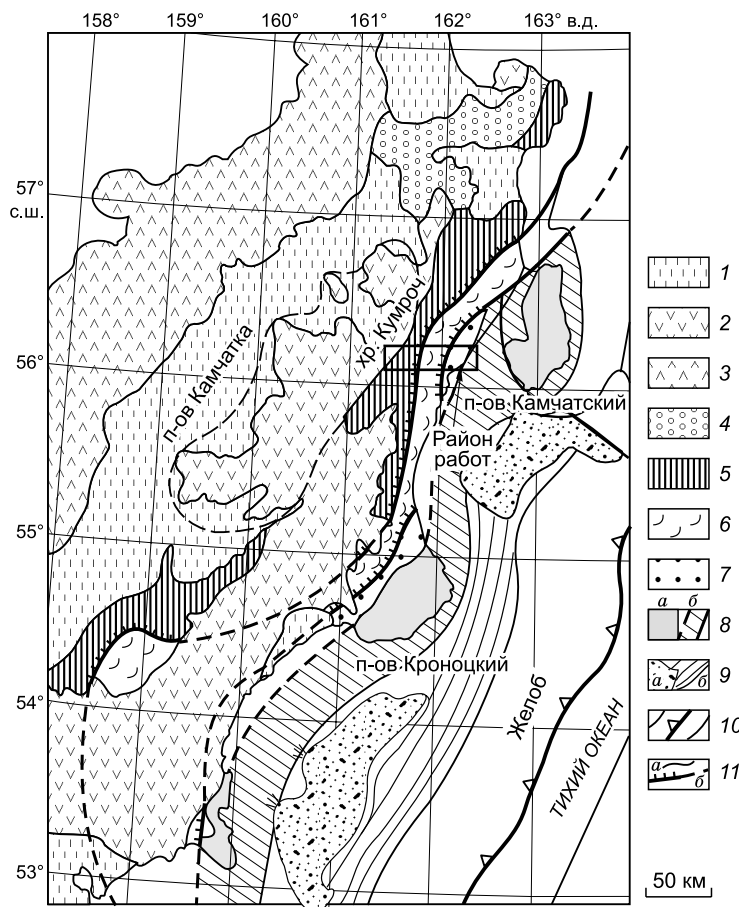 158° 159° 160° 161° 162° 163° в.д.
57°
с.ш.
56°
55°
54°
53°
п-ов Камчатка
хр. Кумроч
п-ов Камчатский
Район
работ
п-ов Кроноцкий
Желоб
ТИХИЙ ОКЕАН
1
2
3
4
5
6
7
а б
8
а б
9
10
а б
11
50 км